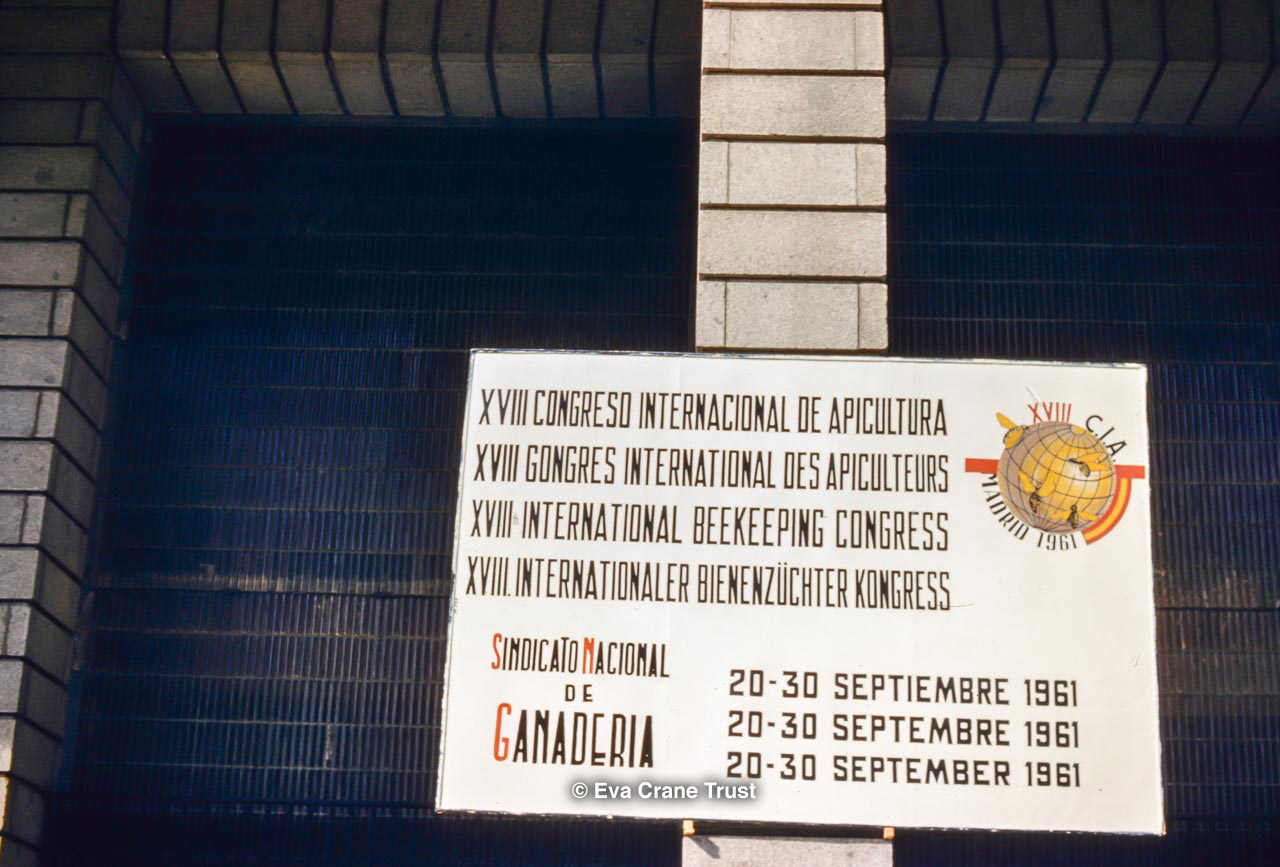 XVIII CONGRESO INTERNACIONAL DE APICULTURA
XVIII GONGRES INTERNATIONAL DES APICULTEURS
XVIII INTERNATIONAL BEEKEEPING CONGRESS
XVIII. INTERNATIONALER BIENENZÜCHTER KONGRESS
XVIII C.I.A.
MADRID 1961
SINDICATO NACIONAL
DE
GANADERIA
20-30 SEPTIEMBRE 1961
20-30 SEPTEMBRE 1961
20-30 SEPTEMBER 1961
© Eva Crane Trust